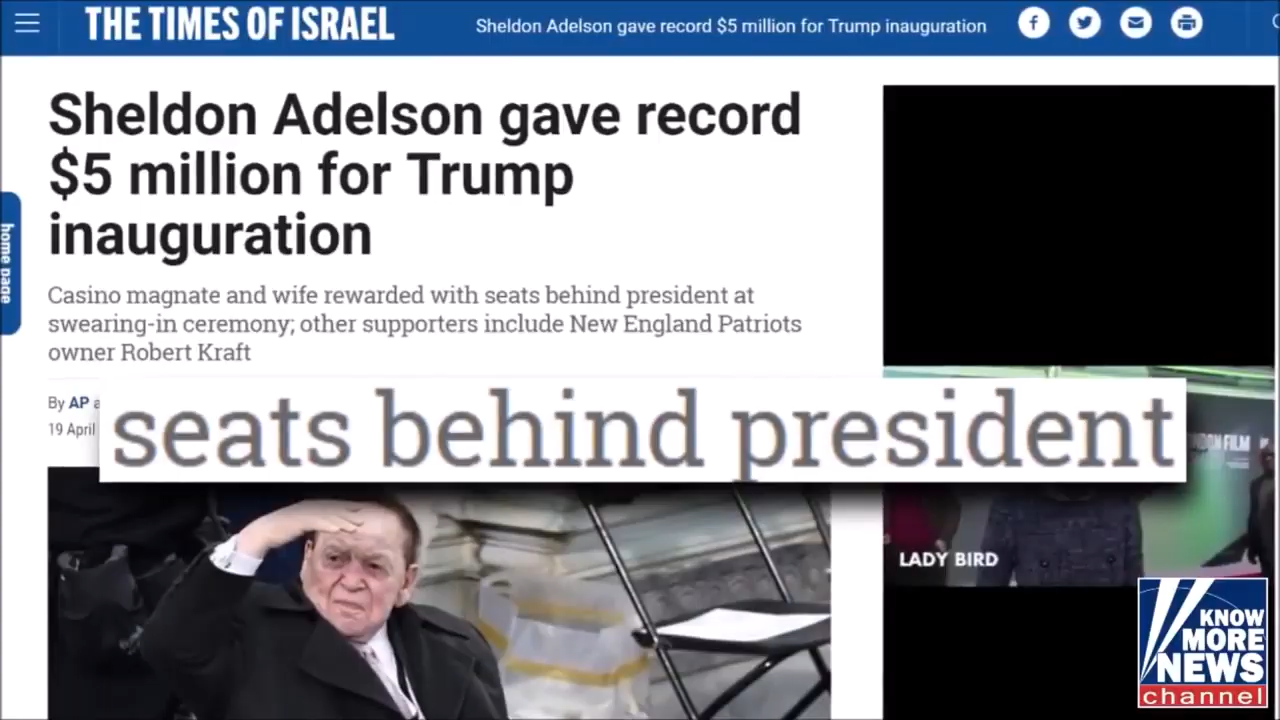 THE TIMES OF ISRAEL
Sheldon Adelson gave record $5 million for Trump inauguration
Sheldon Adelson gave record
$5 million for Trump
inauguration
home page
Casino magnate and wife rewarded with seats behind president at
swearing-in ceremony; other supporters include New England Patriots
owner Robert Kraft
By AP
19 April
seats behind president
FILM
LADY BIRD
KNOW
MORE
NEWS
channel